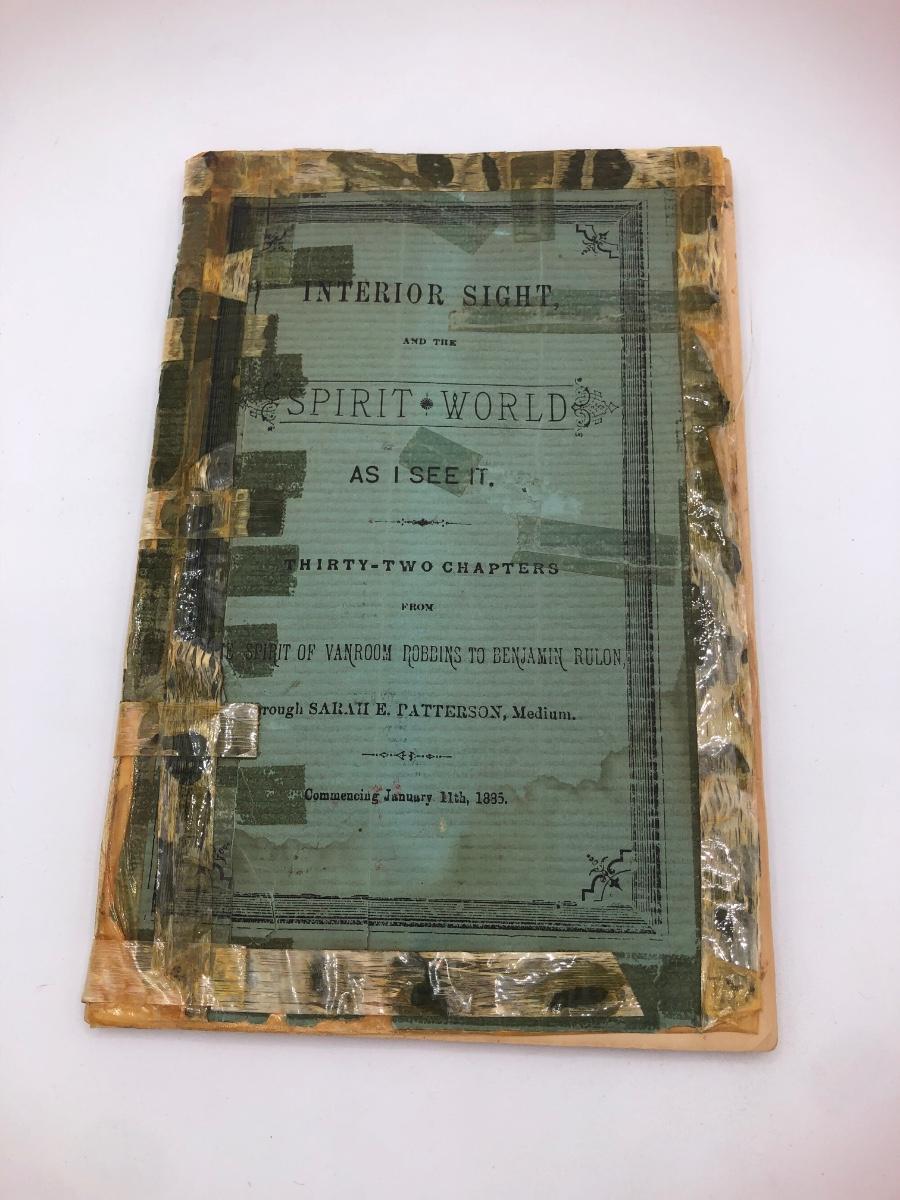 INTERIOR SIGHT,
AND THE
SPIRIT WORLD
AS I SEE IT.
THIRTY-TWO CHAPTERS
FROM
SPIRIT OF VANROOM ROBBINS TO BENJAMIN RULON,
rough SARAH E. PATTERSON, Medium.
Commencing January 11th, 1885.